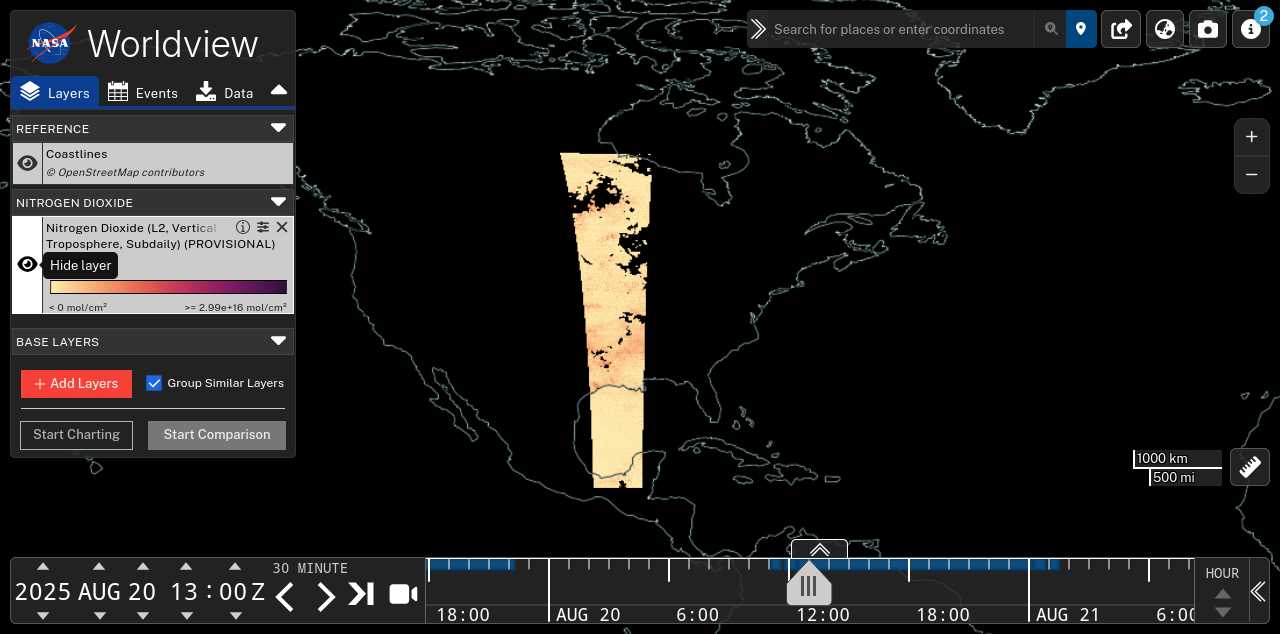 NASA
Worldview
Layers
Events
Data
Search for places or enter coordinates
2
REFERENCE
Coastlines
© OpenStreetMap contributors
NITROGEN DIOXIDE
Nitrogen Dioxide (L2, Vertical
Troposphere, Subdaily) (PROVISIONAL)
Hide layer
< 0 mol/cm²
>= 2.99e+16 mol/cm²
BASE LAYERS
+ Add Layers
Group Similar Layers
Start Charting
Start Comparison
+
−
1000 km
500 mi
2025 AUG 20 13 : 00 Z
30 MINUTE
18:00
AUG 20
6:00
12:00
18:00
AUG 21
6:00
HOUR